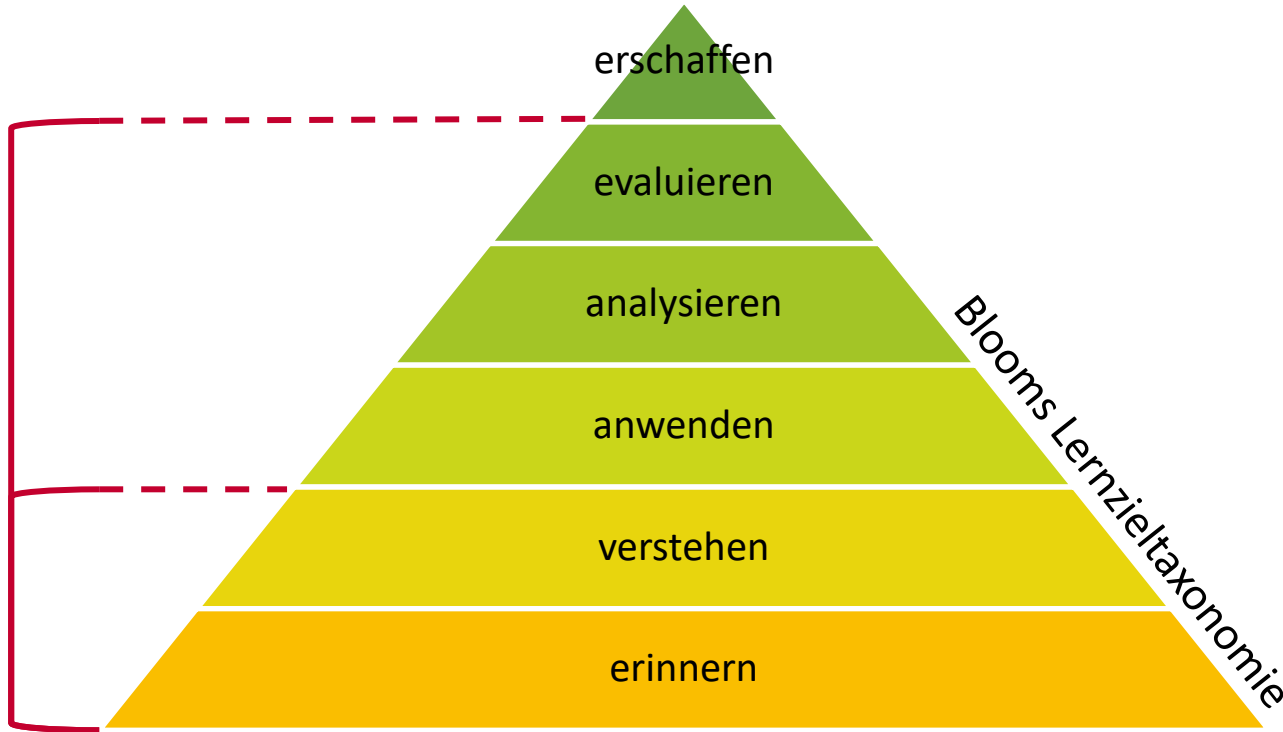 erschaffen
evaluieren
analysieren
anwenden
verstehen
erinnern
Blooms Lernzieltaxonomie